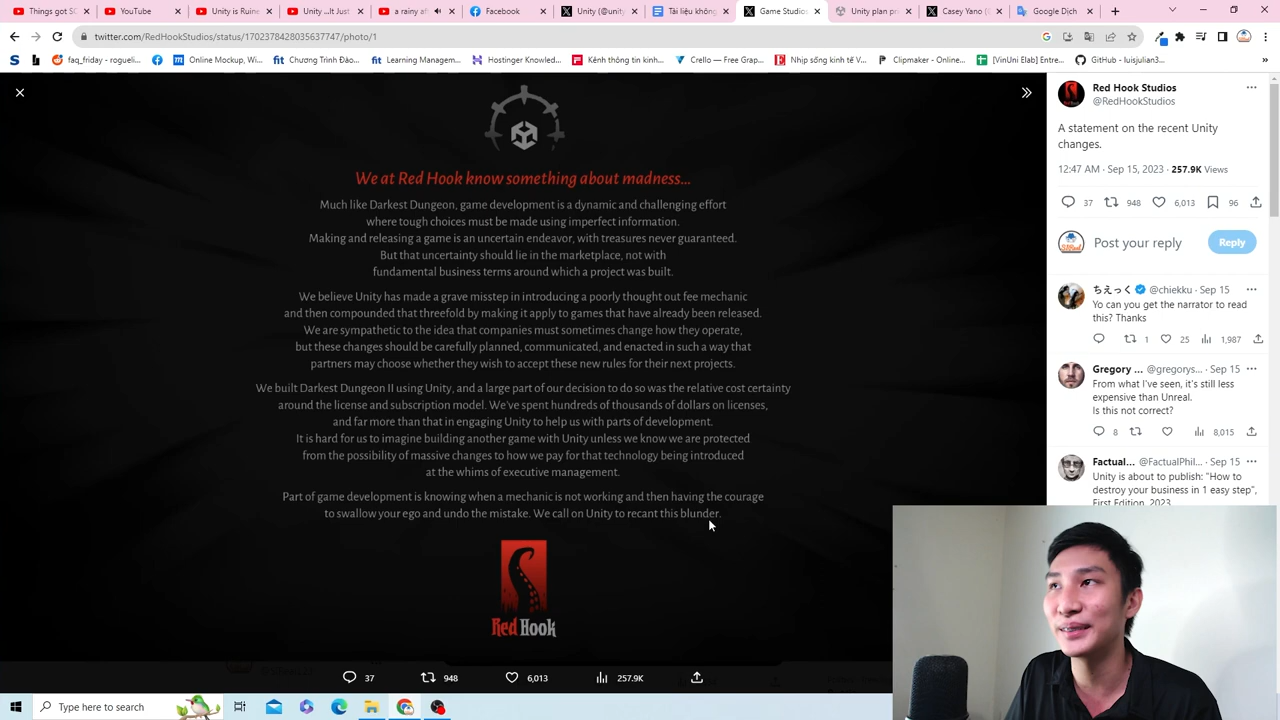 Things got S
YouTube
Unity is Ruine
Unity ...It Just
a rainy af
Facebook
Unity (@unity
Tài liệu không
Game Studios
Unity plan pr
Casey Yano (
Google Dịch
twitter.com/RedHookStudios/status/1702378428035637747/photo/1
faq_friday - rogueli...
Online Mockup, Wi...
Chương Trình Đào...
Learning Managem...
Hostinger Knowled...
Kênh thông tin kinh...
Crello — Free Grap...
Nhịp sống kinh tế V...
Clipmaker - Online...
[VinUni Elab] Entre...
GitHub - luisjulian3...
We at Red Hook know something about madness...
Much like Darkest Dungeon, game development is a dynamic and challenging effort
where tough choices must be made using imperfect information.
Making and releasing a game is an uncertain endeavor, with treasures never guaranteed.
But that uncertainty should lie in the marketplace, not with
fundamental business terms around which a project was built.
We believe Unity has made a grave misstep in introducing a poorly thought out fee mechanic
and then compounded that threefold by making it apply to games that have already been released.
We are sympathetic to the idea that companies must sometimes change how they operate,
but these changes should be carefully planned, communicated, and enacted in such a way that
partners may choose whether they wish to accept these new rules for their next projects.
We built Darkest Dungeon II using Unity, and a large part of our decision to do so was the relative cost certainty
around the license and subscription model. We've spent hundreds of thousands of dollars on licenses,
and far more than that in engaging Unity to help us with parts of development.
It is hard for us to imagine building another game with Unity unless we know we are protected
from the possibility of massive changes to how we pay for that technology being introduced
at the whims of executive management.
Part of game development is knowing when a mechanic is not working and then having the courage
to swallow your ego and undo the mistake. We call on Unity to recant this blunder.
Red Hook
37 948 6,013 257.9K
Red Hook Studios
@RedHookStudios
A statement on the recent Unity
changes.
12:47 AM · Sep 15, 2023 · 257.9K Views
37 948 6,013 96
Post your reply
Reply
ちえっく @chiekku · Sep 15
Yo can you get the narrator to read
this? Thanks
1 25 1,987
Gregory ... @gregorys... · Sep 15
From what I've seen, it's still less
expensive than Unreal.
Is this not correct?
8 8,015
Factual... @FactualPhil... · Sep 15
Unity is about to publish: "How to
destroy your business in 1 easy step",
First Edition, 2023
Type here to search